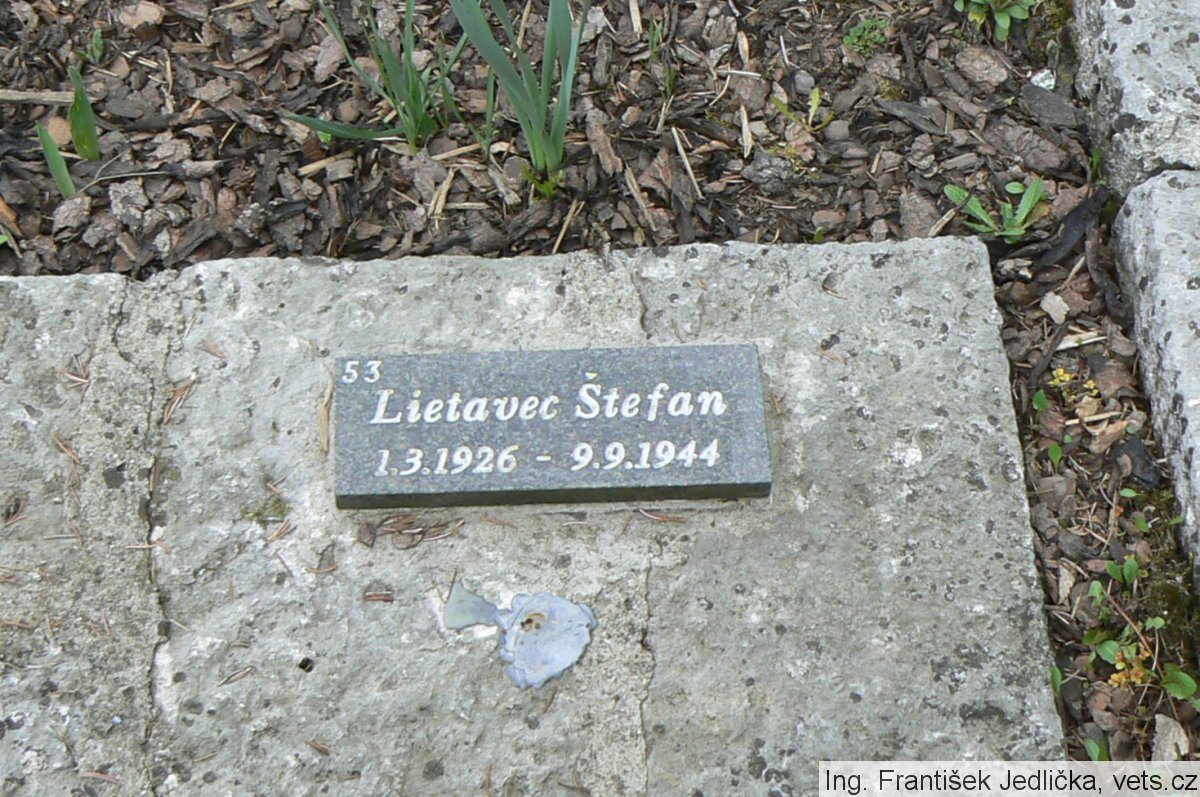 53
Lietavec Štefan
1.3.1926 - 9.9.1944
Ing. František Jedlička, vets.cz